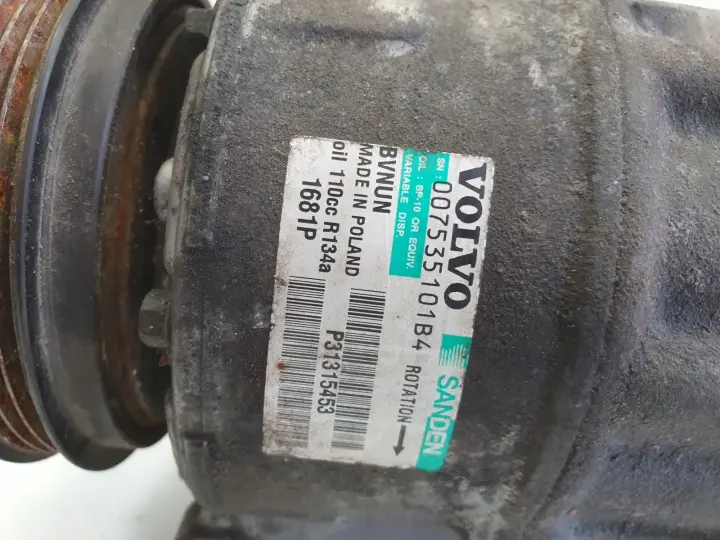 VOLVO SANDEN
SN: 007535101B4 ROTATION →
OIL : SP-10 OR EQUIV.
VARIABLE DISP.
BVNUN
MADE IN POLAND
oil 110cc R134a
1681P
P31315453